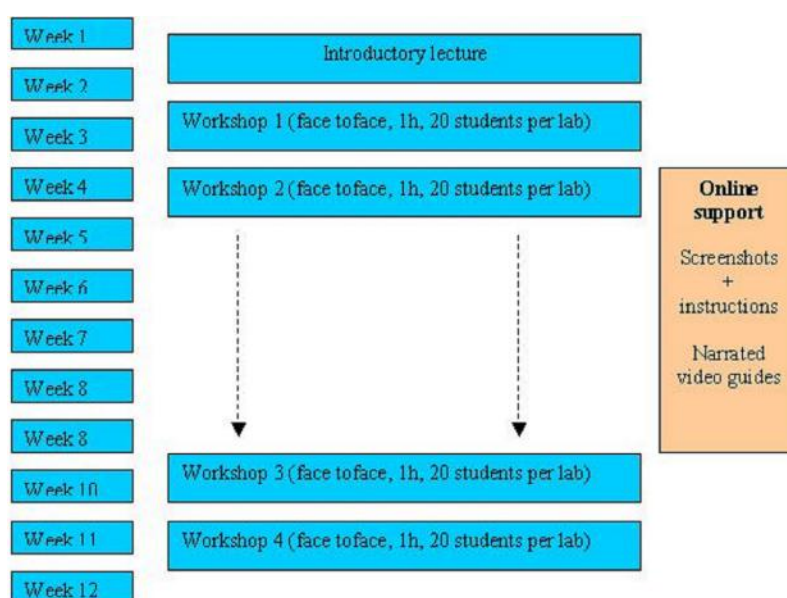 Week 1
Week 2
Week 3
Week 4
Week 5
Week 6
Week 7
Week 8
Week 8
Week 10
Week 11
Week 12
Introductory lecture
Workshop 1 (face toface, 1h, 20 students per lab)
Workshop 2 (face toface, 1h, 20 students per lab)
Workshop 3 (face toface, 1h, 20 students per lab)
Workshop 4 (face toface, 1h, 20 students per lab)
Online
support
Screenshots
+
instructions
Narrated
video guides